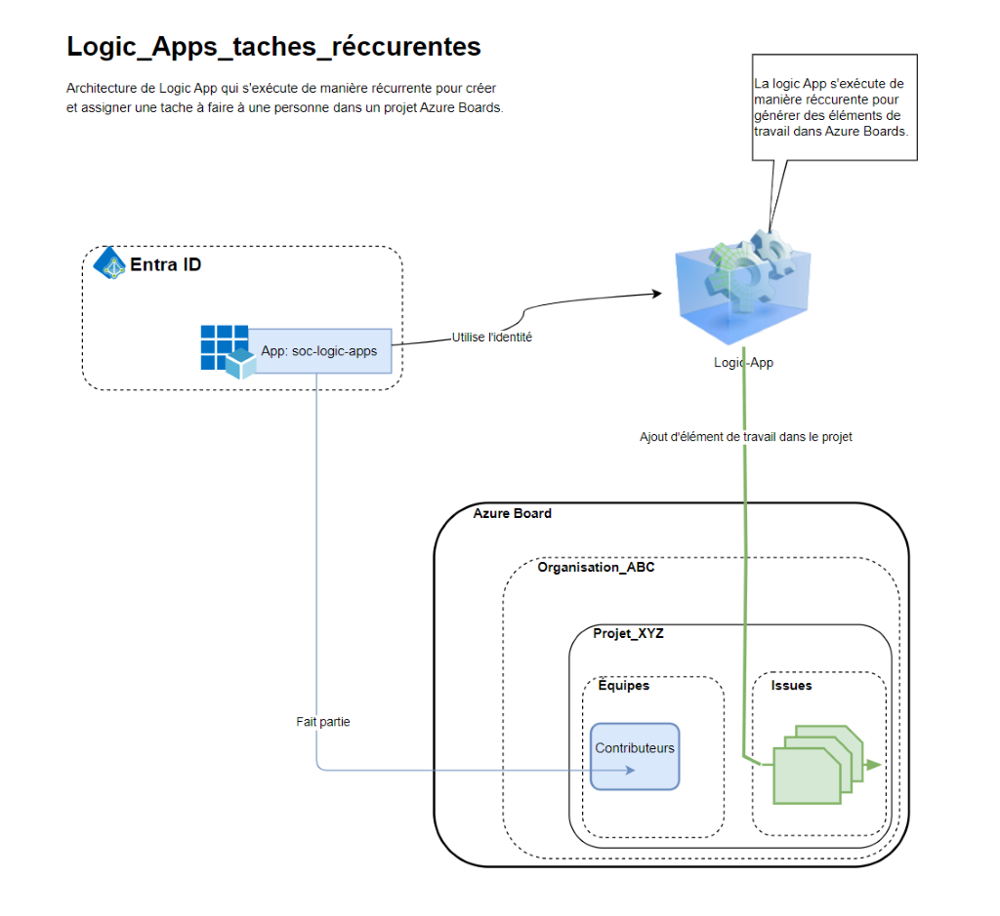 Logic_Apps_taches_réccurentes
Architecture de Logic App qui s'exécute de manière récurrente pour créer
et assigner une tache à faire à une personne dans un projet Azure Boards.
La logic App s'exécute de
manière réccurente pour
générer des éléments de
travail dans Azure Boards.
Entra ID
App: soc-logic-apps
Utilise l'identité
Logic-App
Ajout d'élément de travail dans le projet
Azure Board
Organisation_ABC
Projet_XYZ
Équipes
Issues
Fait partie
Contributeurs